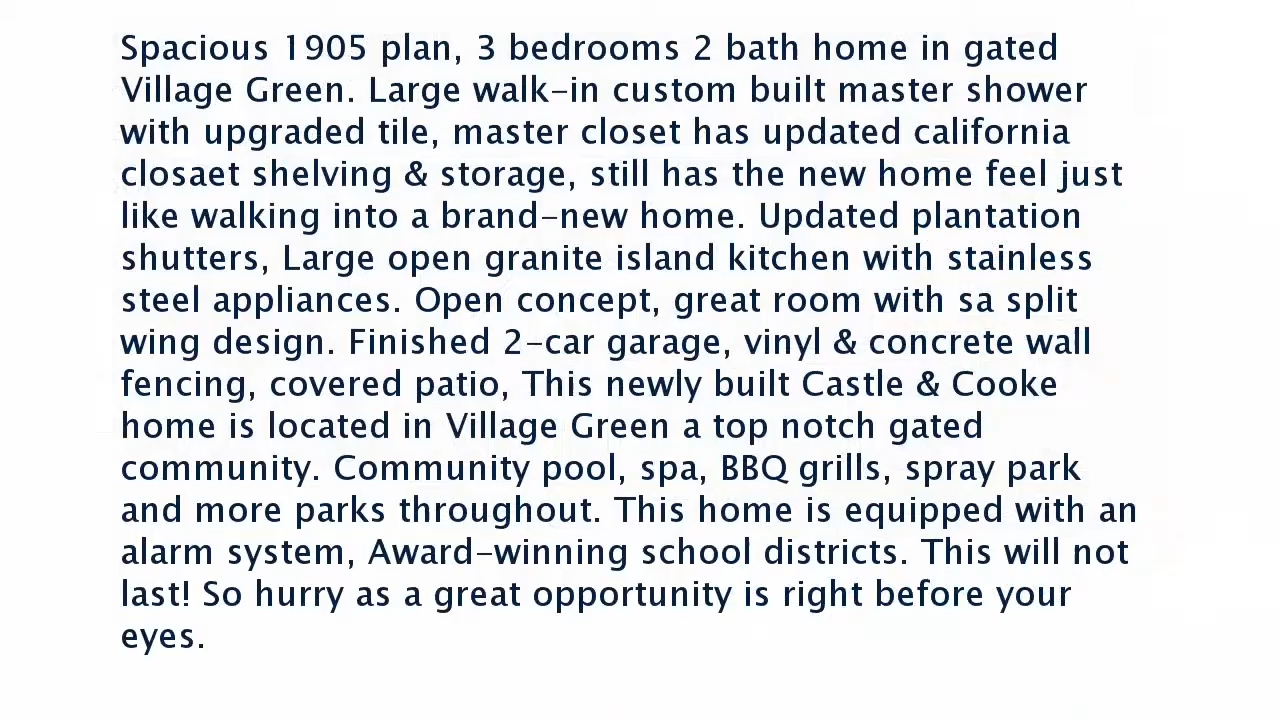 Spacious 1905 plan, 3 bedrooms 2 bath home in gated
Village Green. Large walk-in custom built master shower
with upgraded tile, master closet has updated california
closaet shelving & storage, still has the new home feel just
like walking into a brand-new home. Updated plantation
shutters, Large open granite island kitchen with stainless
steel appliances. Open concept, great room with sa split
wing design. Finished 2-car garage, vinyl & concrete wall
fencing, covered patio, This newly built Castle & Cooke
home is located in Village Green a top notch gated
community. Community pool, spa, BBQ grills, spray park
and more parks throughout. This home is equipped with an
alarm system, Award-winning school districts. This will not
last! So hurry as a great opportunity is right before your
eyes.